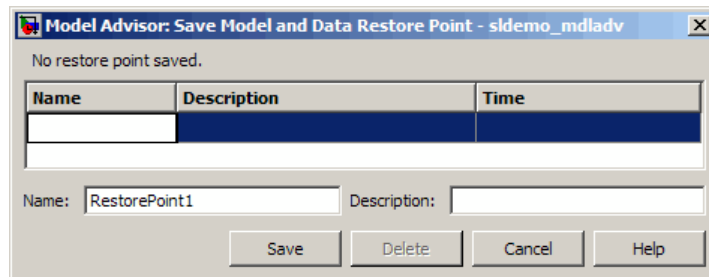 Model Advisor: Save Model and Data Restore Point - sldemo_mdladv
No restore point saved.
Name Description Time
Name: RestorePoint1 Description:
Save Delete Cancel Help